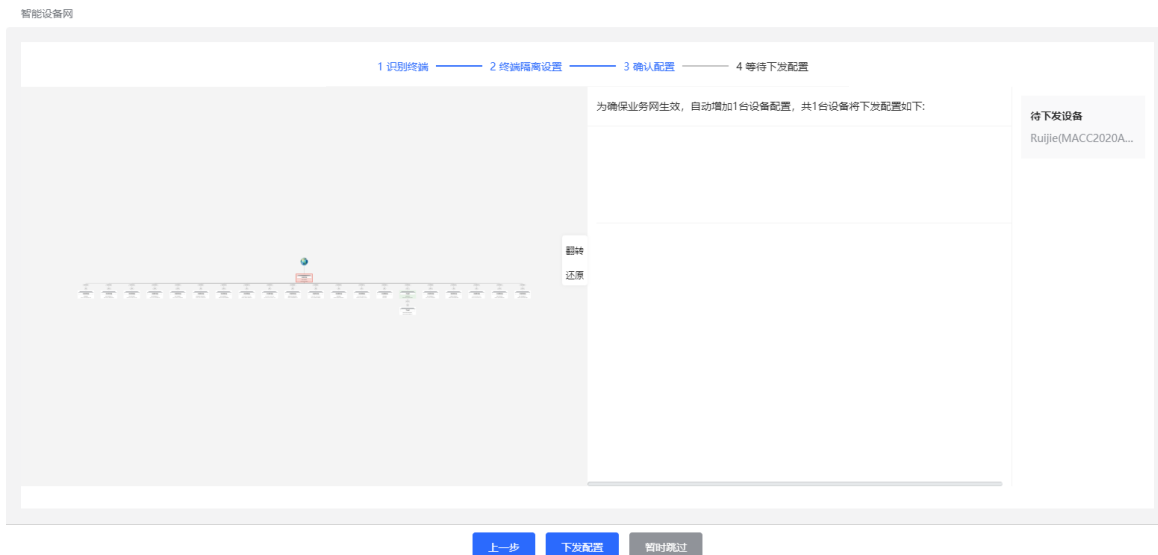 智能设备网
1 识别终端 2 终端隔离设置 3 确认配置 4 等待下发配置
为确保业务网生效，自动增加1台设备配置，共1台设备将下发配置如下:
待下发设备
Ruijie(MACC2020A...
翻转
还原
上一步 下发配置 暂时跳过